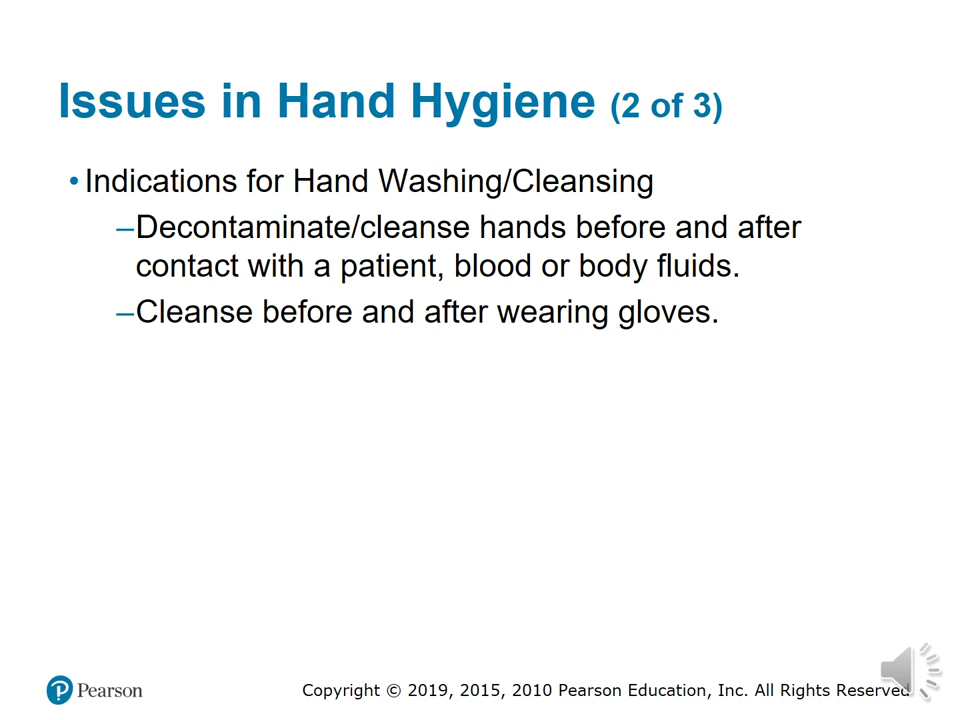 Issues in Hand Hygiene (2 of 3)
• Indications for Hand Washing/Cleansing
–Decontaminate/cleanse hands before and after
contact with a patient, blood or body fluids.
–Cleanse before and after wearing gloves.
Pearson
Copyright © 2019, 2015, 2010 Pearson Education, Inc. All Rights Reserved